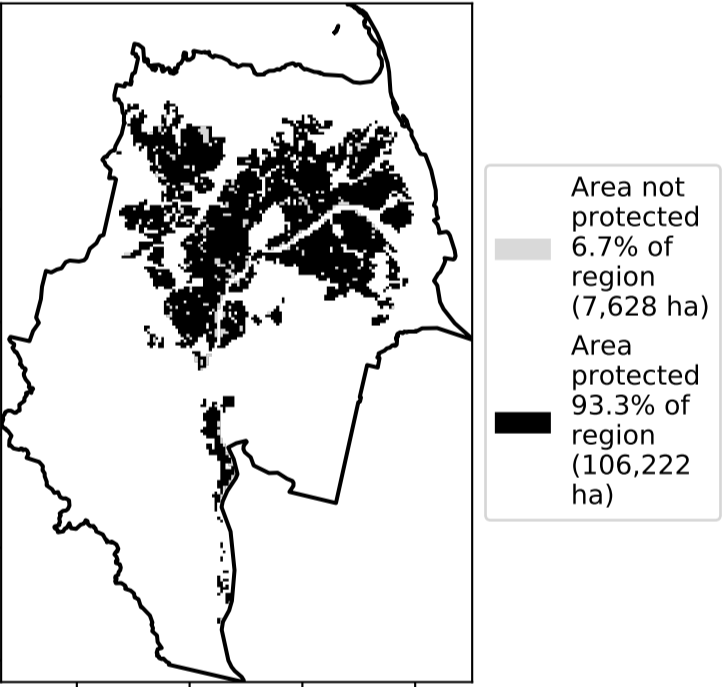 Area not
protected
6.7% of
region
(7,628 ha)
Area
protected
93.3% of
region
(106,222
ha)